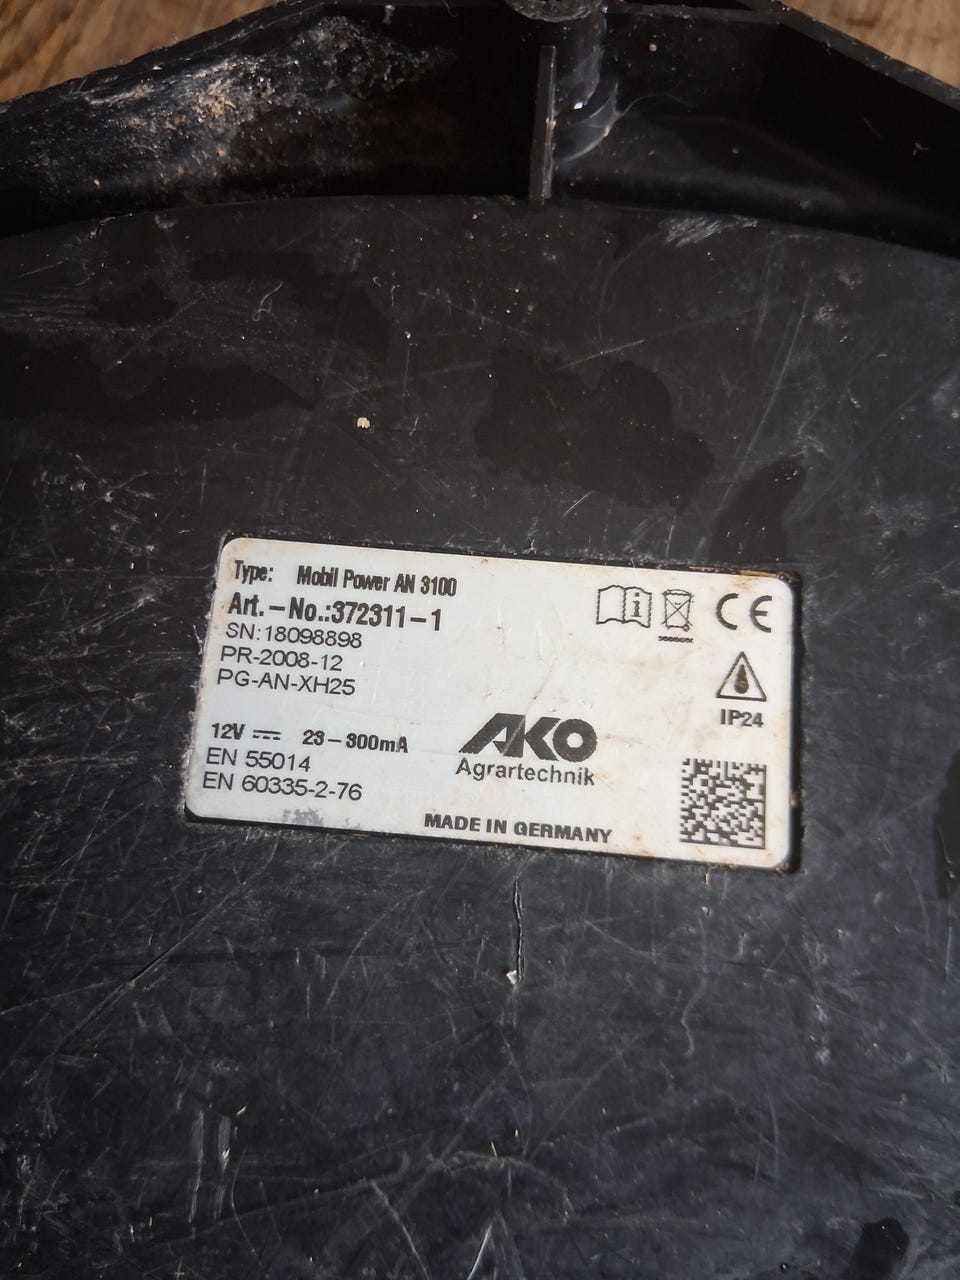 Type: Mobil Power AN 3100
Art.-No.:372311-1
SN:18098898
PR-2008-12
PG-AN-XH25
12V 23-300mA
EN 55014
EN 60335-2-76
i
CE
IP24
AKO
Agrartechnik
MADE IN GERMANY